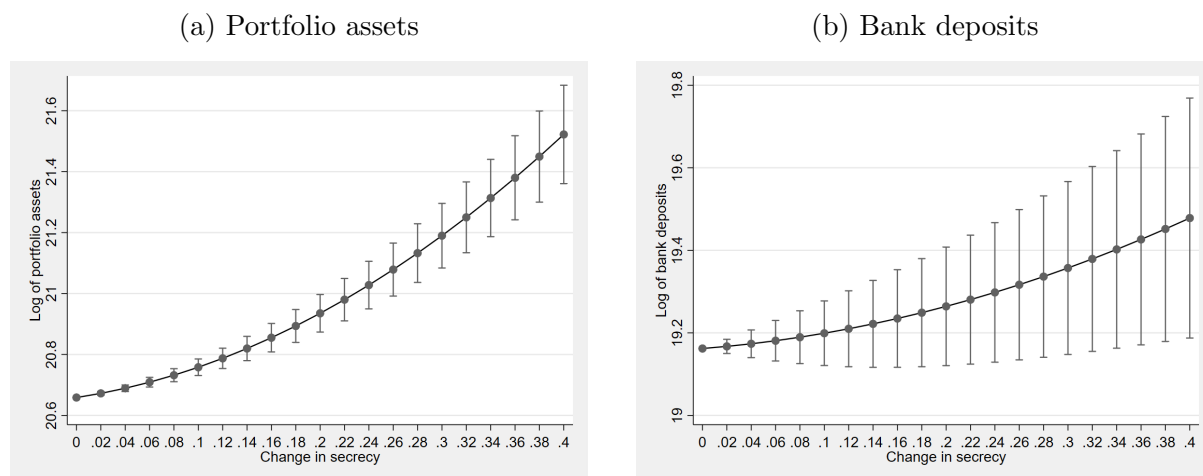 (a) Portfolio assets
Log of portfolio assets
21.6
21.4
21.2
21
20.8
20.6
0 .02 .04 .06 .08 .1 .12 .14 .16 .18 .2 .22 .24 .26 .28 .3 .32 .34 .36 .38 .4
Change in secrecy
(b) Bank deposits
Log of bank deposits
19.8
19.6
19.4
19.2
19
0 .02 .04 .06 .08 .1 .12 .14 .16 .18 .2 .22 .24 .26 .28 .3 .32 .34 .36 .38 .4
Change in secrecy